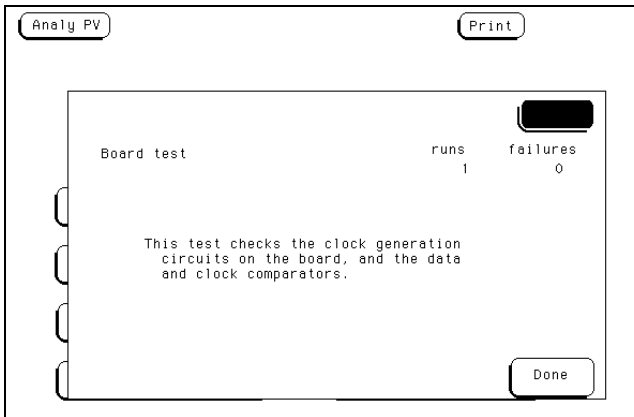 Analy PV Print
Board test runs failures
1 0
This test checks the clock generation
circuits on the board, and the data
and clock comparators.
Done